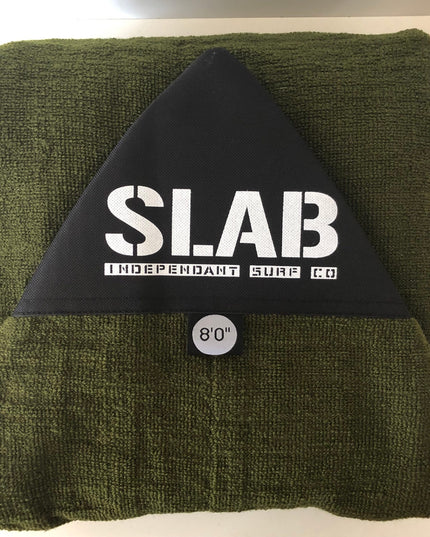 SLAB
INDEPENDANT SURF CO
8'0"